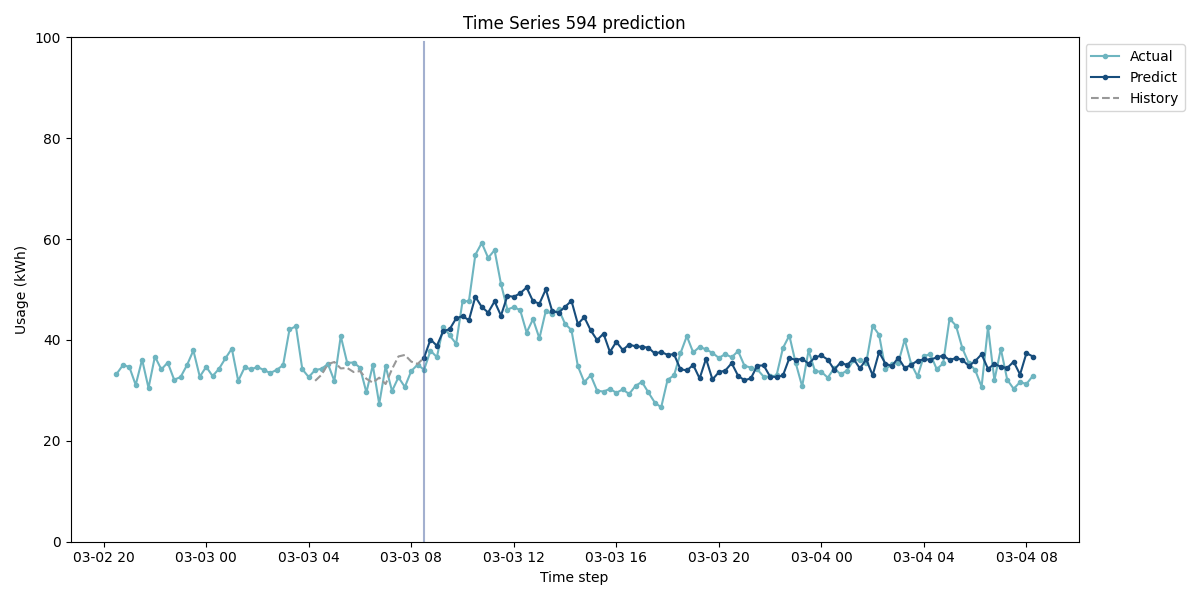 Time Series 594 prediction
Usage (kWh)
100
80
60
40
20
0
03-02 20
03-03 00
03-03 04
03-03 08
03-03 12
03-03 16
03-03 20
03-04 00
03-04 04
03-04 08
Time step
Actual
Predict
History